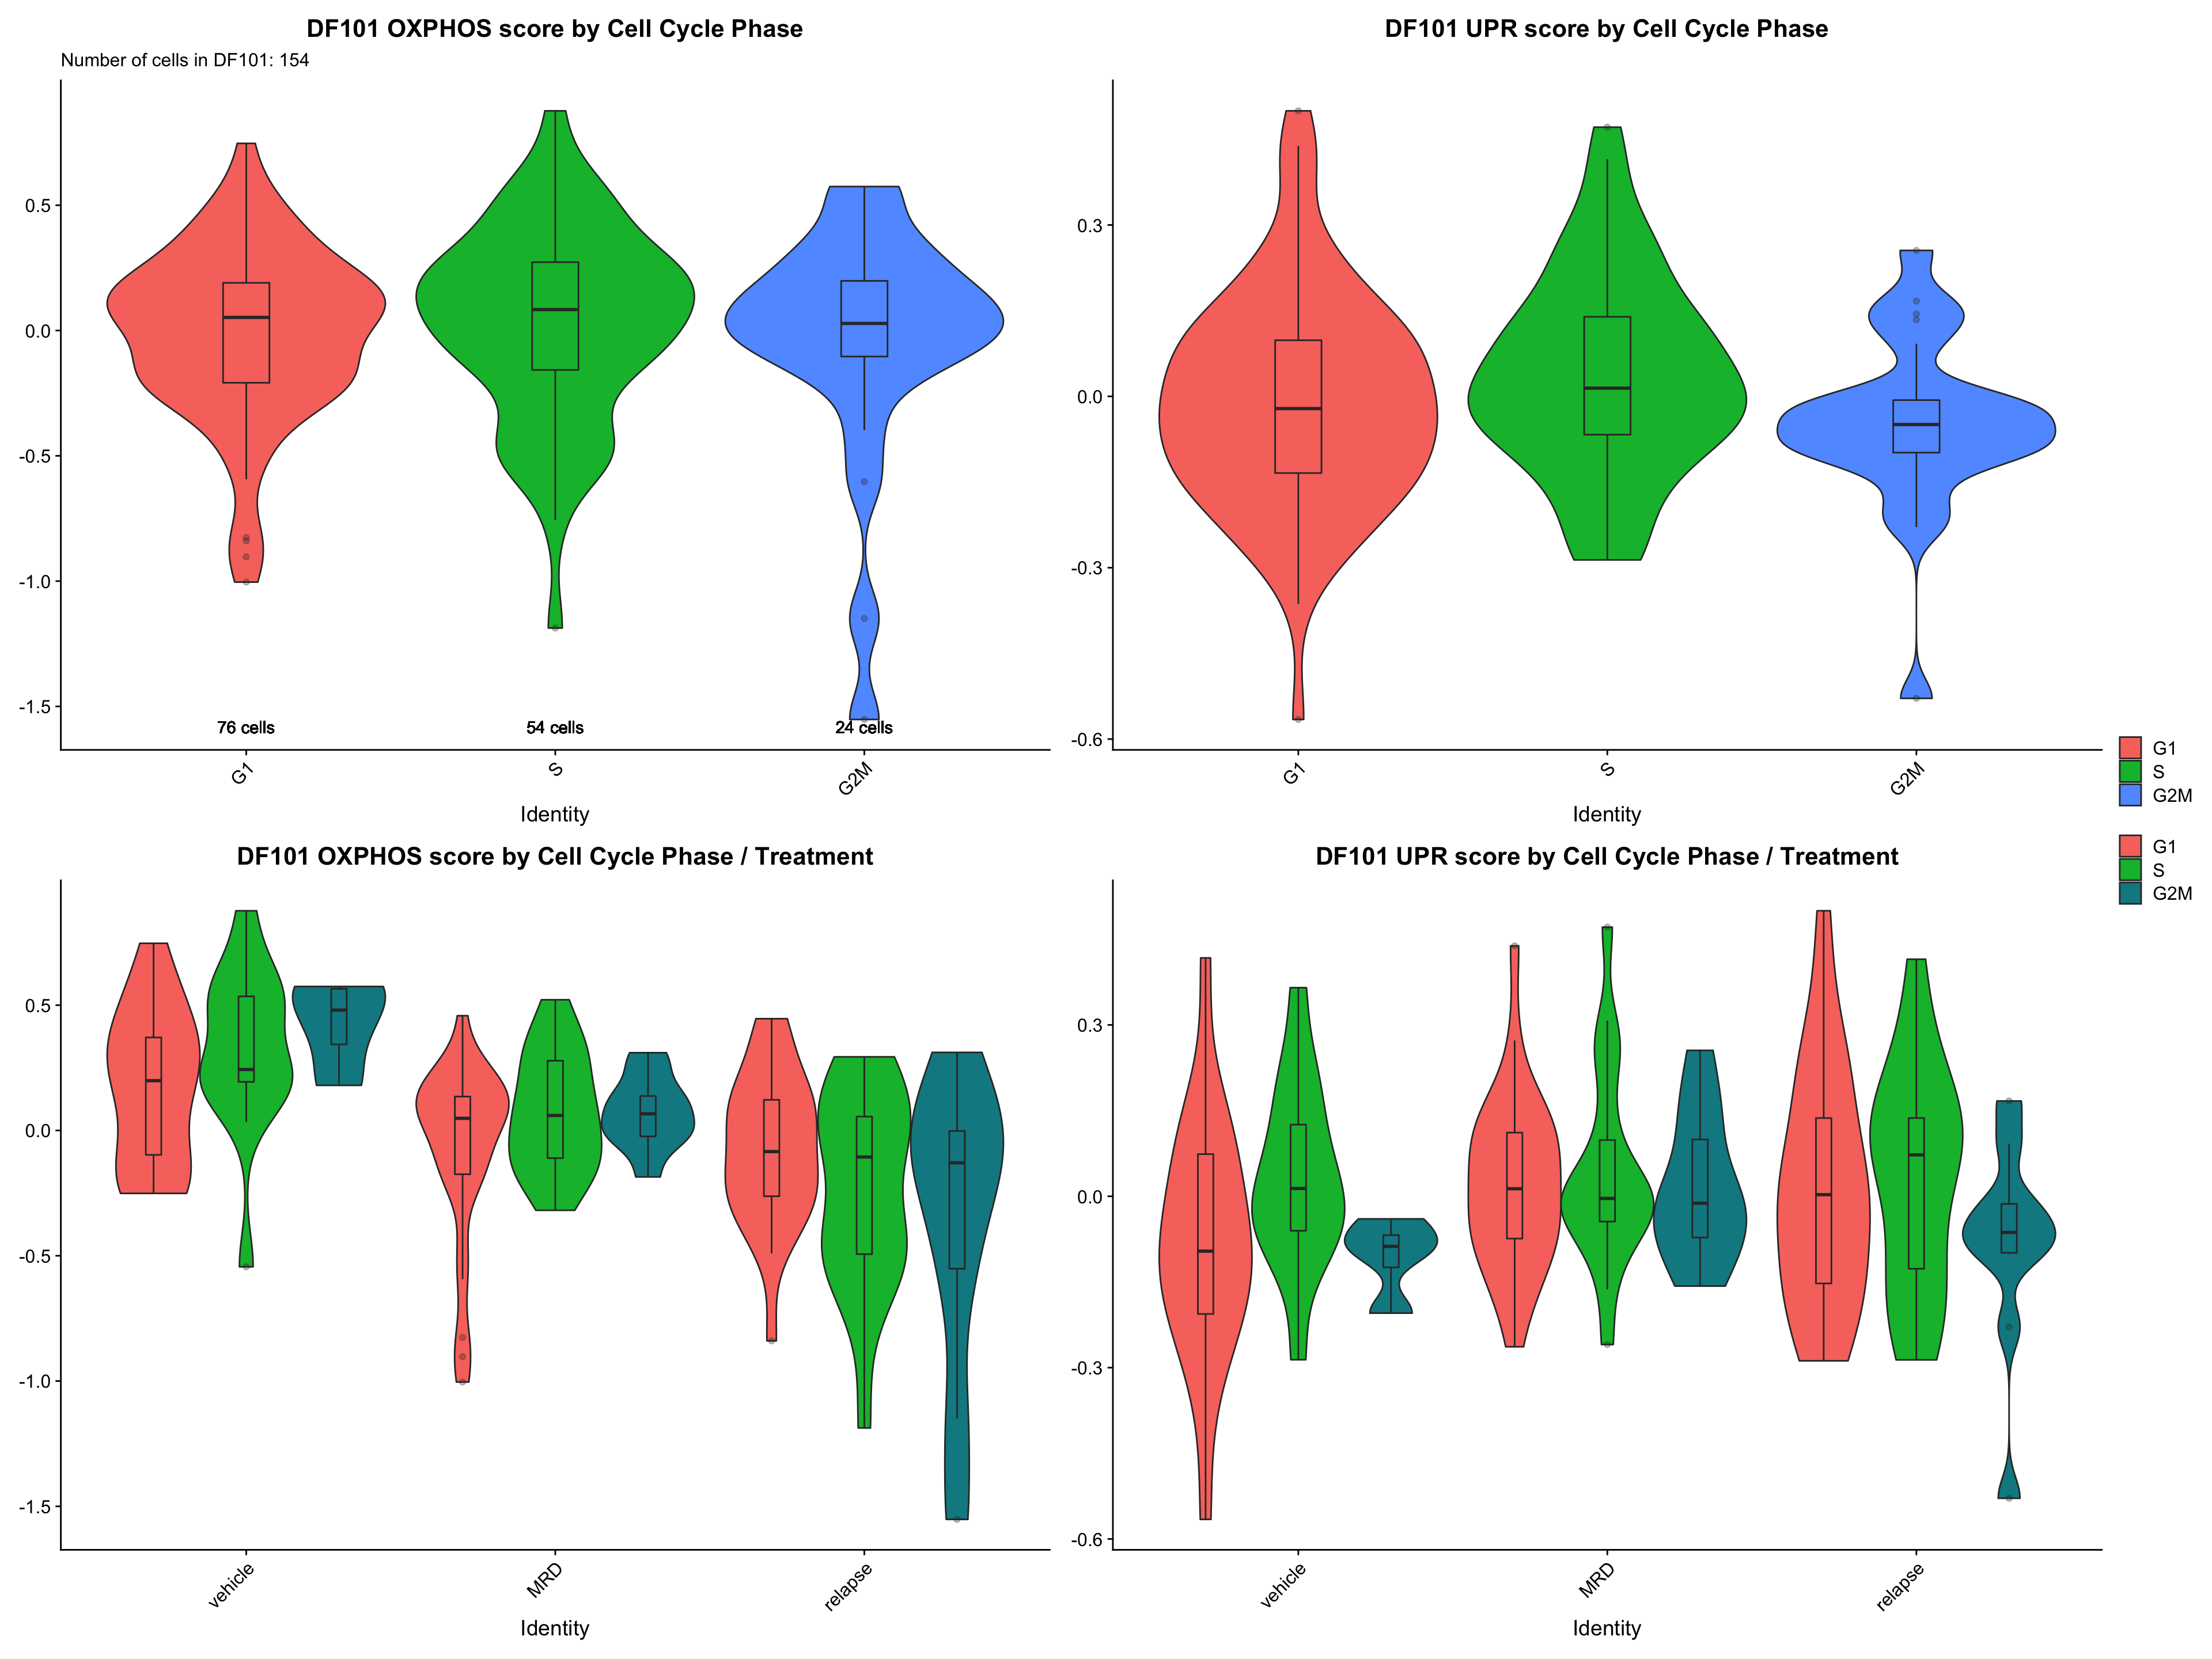 DF101 OXPHOS score by Cell Cycle Phase
Number of cells in DF101: 154
0.5
0.0
-0.5
-1.0
-1.5
76 cells
54 cells
24 cells
G1
S
G2M
Identity
DF101 UPR score by Cell Cycle Phase
0.3
0.0
-0.3
-0.6
G1
S
G2M
Identity
G1
S
G2M
G1
S
G2M
DF101 OXPHOS score by Cell Cycle Phase / Treatment
0.5
0.0
-0.5
-1.0
-1.5
vehicle
MRD
relapse
Identity
DF101 UPR score by Cell Cycle Phase / Treatment
0.3
0.0
-0.3
-0.6
vehicle
MRD
relapse
Identity